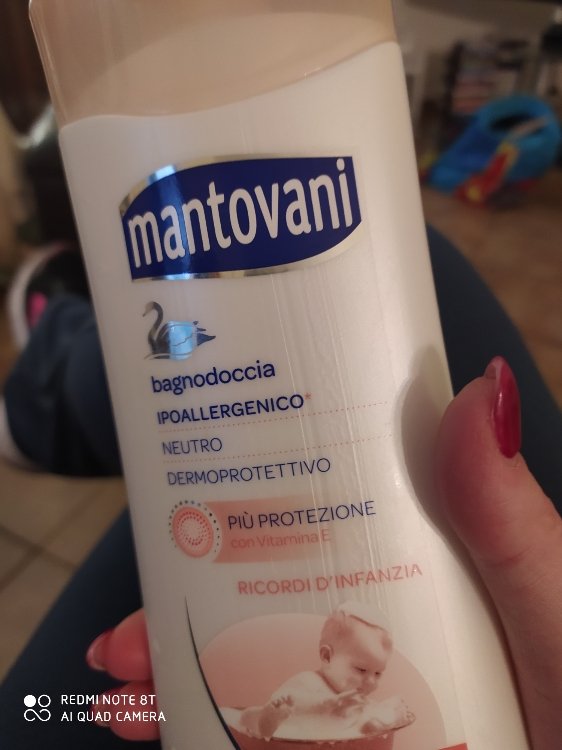 mantovani
bagnodoccia
IPOALLERGENICO*
NEUTRO
DERMOPROTETTIVO
PIÙ PROTEZIONE
con Vitamina E
RICORDI D'INFANZIA
REDMI NOTE 8T
AI QUAD CAMERA